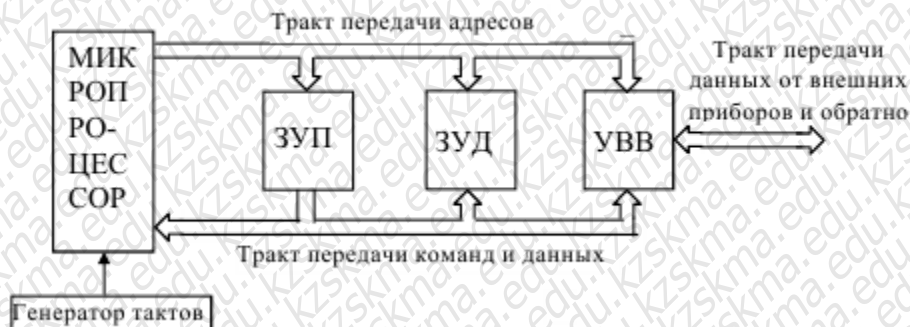 Тракт передачи адресов
МИК
РОП
РО-
ЦЕС
СОР
ЗУП
ЗУД
УВВ
Тракт передачи
данных от внешних
приборов и обратно
Тракт передачи команд и данных
Генератор тактов